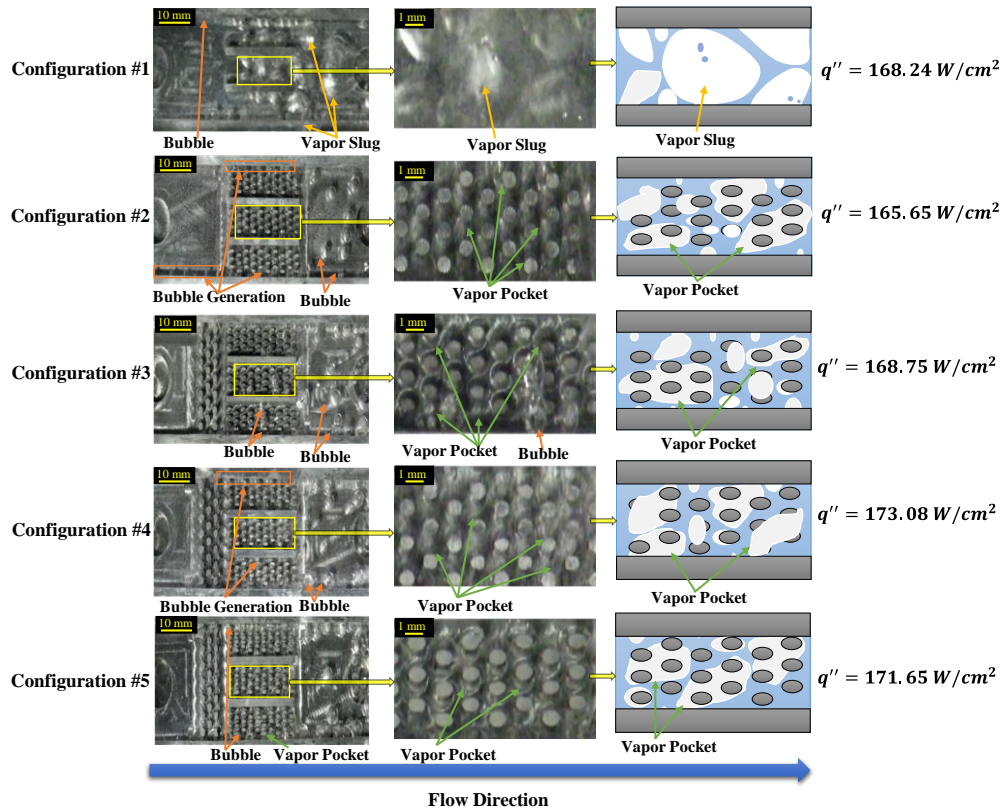 10 mm
1 mm
Configuration #1
q'' = 168.24 W/cm²
Bubble
Vapor Slug
Vapor Slug
Vapor Slug
10 mm
1 mm
Configuration #2
q'' = 165.65 W/cm²
Bubble Generation
Bubble
Vapor Pocket
Vapor Pocket
10 mm
1 mm
Configuration #3
q'' = 168.75 W/cm²
Bubble
Bubble
Vapor Pocket
Bubble
Vapor Pocket
10 mm
1 mm
Configuration #4
q'' = 173.08 W/cm²
Bubble Generation
Bubble
Vapor Pocket
Vapor Pocket
10 mm
1 mm
Configuration #5
q'' = 171.65 W/cm²
Bubble
Vapor Pocket
Vapor Pocket
Vapor Pocket
Flow Direction